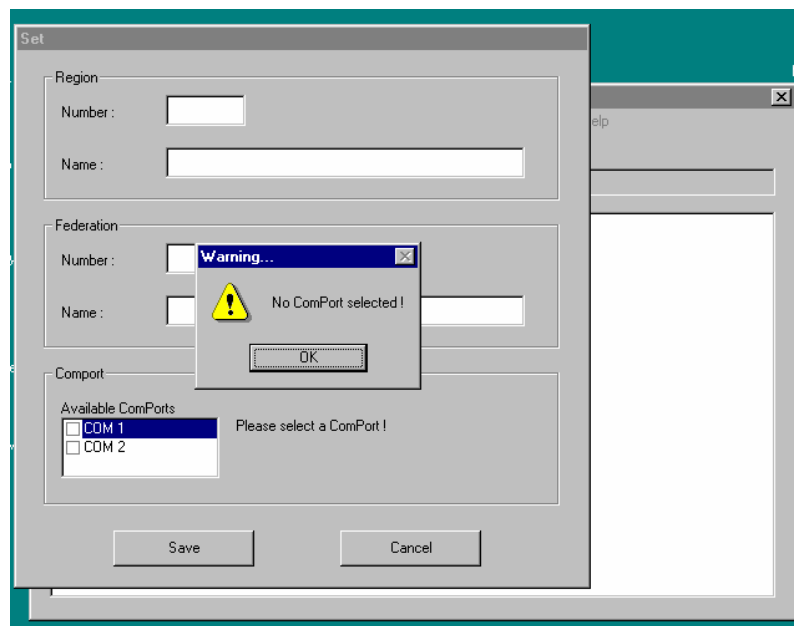 Set
Region
Number :
elp
Name :
Federation
Number :
Warning...
No ComPort selected !
Name :
OK
Comport
Available ComPorts
COM 1
Please select a ComPort !
COM 2
Save
Cancel